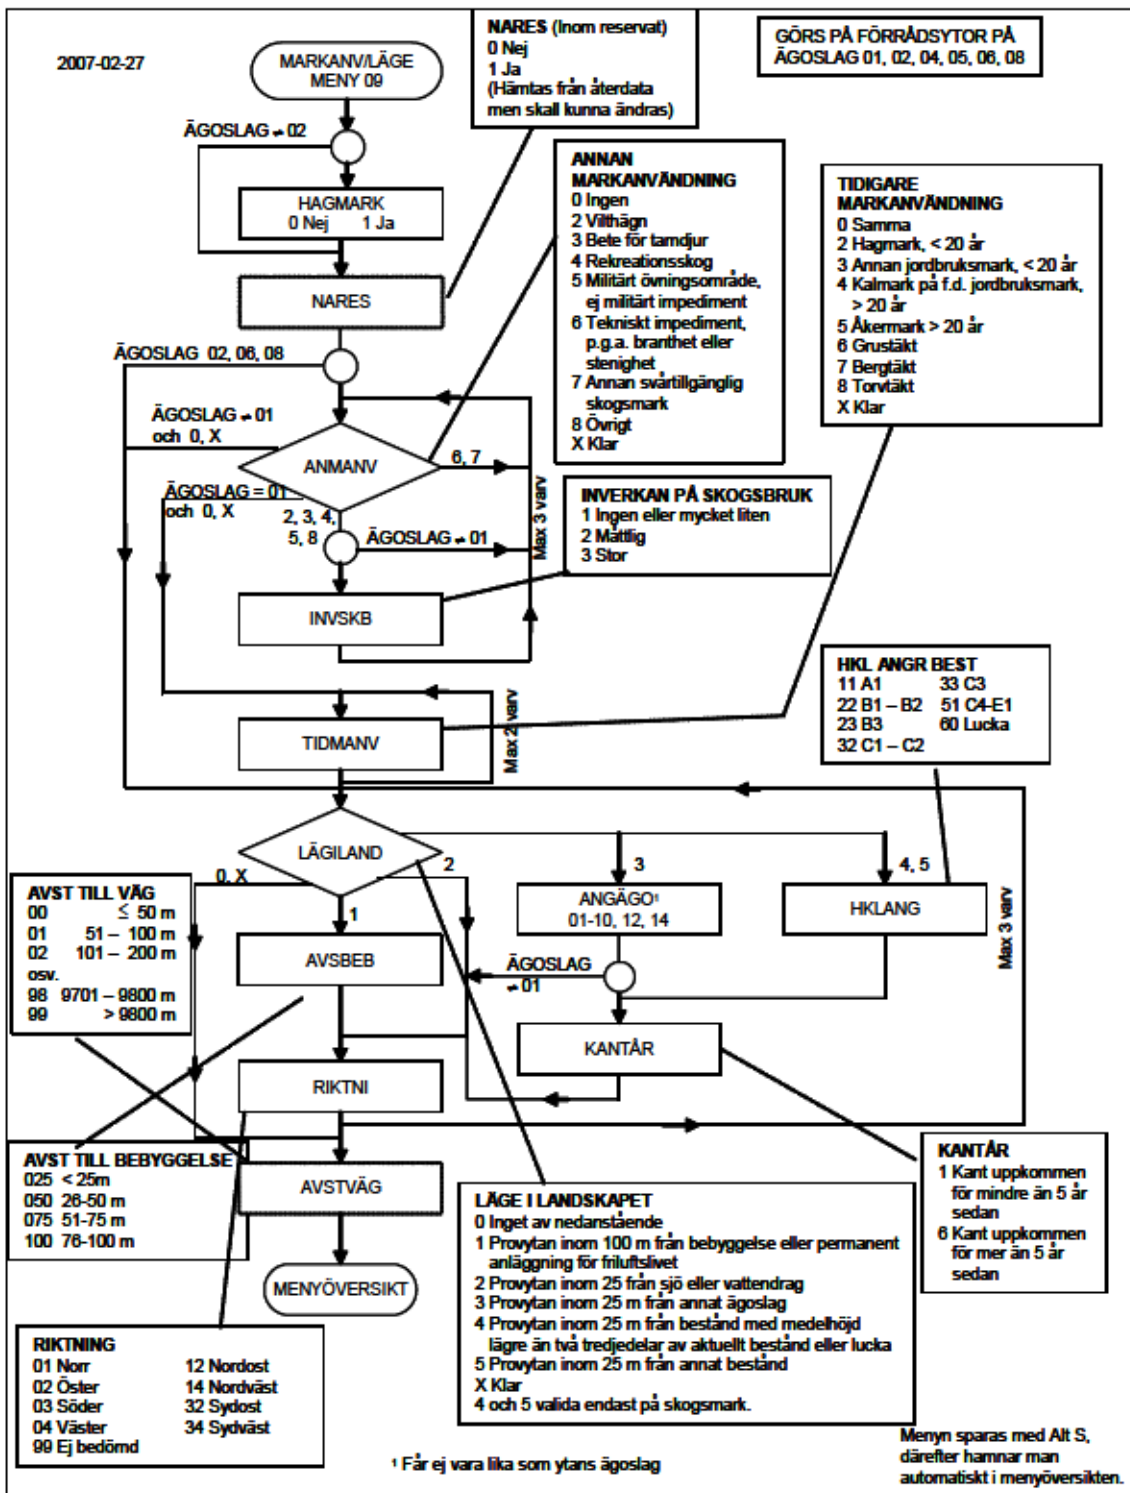 2007-02-27
MARKANV/LÄGE
MENY 09
NARES (Inom reservat)
0 Nej
1 Ja
(Hämtas från återdata
men skall kunna ändras)
GÖRS PÅ FÖRRÅDSYTOR PÅ
ÄGOSLAG 01, 02, 04, 05, 06, 08
ÄGOSLAG ≠ 02
HAGMARK
0 Nej 1 Ja
NARES
ANNAN
MARKANVÄNDNING
0 Ingen
2 Vilthägn
3 Bete för tamdjur
4 Rekreationsskog
5 Militärt övningsområde,
ej militärt impediment
6 Tekniskt impediment,
p.g.a. branthet eller
stenighet
7 Annan svårtillgänglig
skogsmark
8 Övrigt
X Klar
TIDIGARE
MARKANVÄNDNING
0 Samma
2 Hagmark, < 20 år
3 Annan jordbruksmark, < 20 år
4 Kalmark på f.d. jordbruksmark,
> 20 år
5 Åkermark > 20 år
6 Grustäkt
7 Bergtäkt
8 Torvtäkt
X Klar
ÄGOSLAG 02, 06, 08
ÄGOSLAG ≠ 01
och 0, X
ANMANV
6, 7
ÄGOSLAG = 01
och 0, X
2, 3, 4,
5, 8
ÄGOSLAG ≠ 01
Max 3 varv
INVERKAN PÅ SKOGSBRUK
1 Ingen eller mycket liten
2 Måttlig
3 Stor
INVSKB
TIDMANV
Max 2 varv
HKL ANGR BEST
11 A1 33 C3
22 B1 – B2 51 C4-E1
23 B3 60 Lucka
32 C1 – C2
LÄGILAND
0, X
2
3
4, 5
1
AVST TILL VÄG
00 ≤ 50 m
01 51 – 100 m
02 101 – 200 m
osv.
98 9701 – 9800 m
99 > 9800 m
ANGÄGO¹
01-10, 12, 14
HKLANG
Max 3 varv
AVSBEB
ÄGOSLAG
≠ 01
KANTÅR
RIKTNI
AVST TILL BEBYGGELSE
025 < 25m
050 26-50 m
075 51-75 m
100 76-100 m
AVSTVÄG
MENYÖVERSIKT
KANTÅR
1 Kant uppkommen
för mindre än 5 år
sedan
6 Kant uppkommen
för mer än 5 år
sedan
LÄGE I LANDSKAPET
0 Inget av nedanstående
1 Provytan inom 100 m från bebyggelse eller permanent
anläggning för friluftslivet
2 Provytan inom 25 från sjö eller vattendrag
3 Provytan inom 25 m från annat ägoslag
4 Provytan inom 25 m från bestånd med medelhöjd
lägre än två tredjedelar av aktuellt bestånd eller lucka
5 Provytan inom 25 m från annat bestånd
X Klar
4 och 5 valida endast på skogsmark.
RIKTNING
01 Norr 12 Nordost
02 Öster 14 Nordväst
03 Söder 32 Sydost
04 Väster 34 Sydväst
99 Ej bedömd
¹ Får ej vara lika som ytans ägoslag
Menyn sparas med Alt S,
därefter hamnar man
automatiskt i menyöversikten.